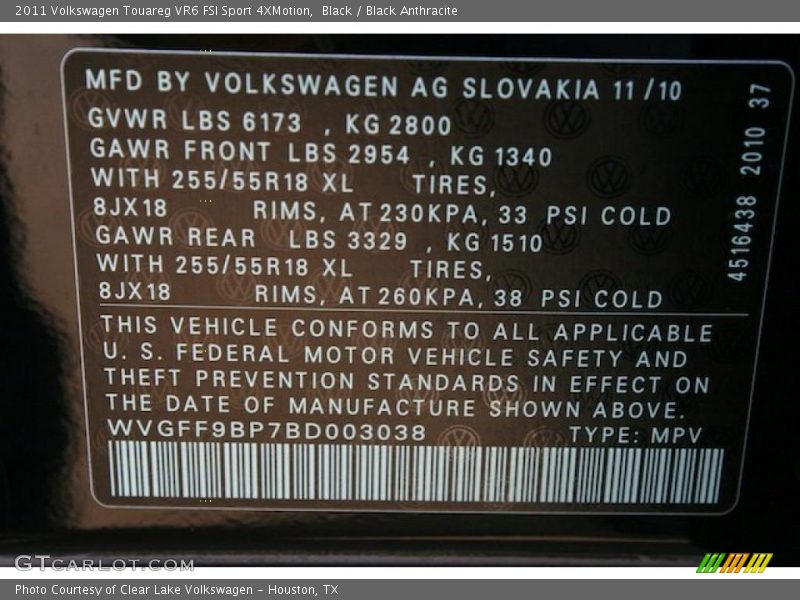 2011 Volkswagen Touareg VR6 FSI Sport 4XMotion,  Black / Black Anthracite
MFD BY VOLKSWAGEN AG SLOVAKIA 11/10
GVWR LBS 6173 , KG 2800
GAWR FRONT LBS 2954 , KG 1340
WITH 255/55R18 XL TIRES,
8JX18 RIMS, AT 230KPA, 33 PSI COLD
GAWR REAR LBS 3329 , KG 1510
WITH 255/55R18 XL TIRES,
8JX18 RIMS, AT 260KPA, 38 PSI COLD
THIS VEHICLE CONFORMS TO ALL APPLICABLE
U. S. FEDERAL MOTOR VEHICLE SAFETY AND
THEFT PREVENTION STANDARDS IN EFFECT ON
THE DATE OF MANUFACTURE SHOWN ABOVE.
WVGFF9BP7BD003038 TYPE: MPV
4516438 2010 37
GTCARLOT.COM
Photo Courtesy of Clear Lake Volkswagen – Houston, TX